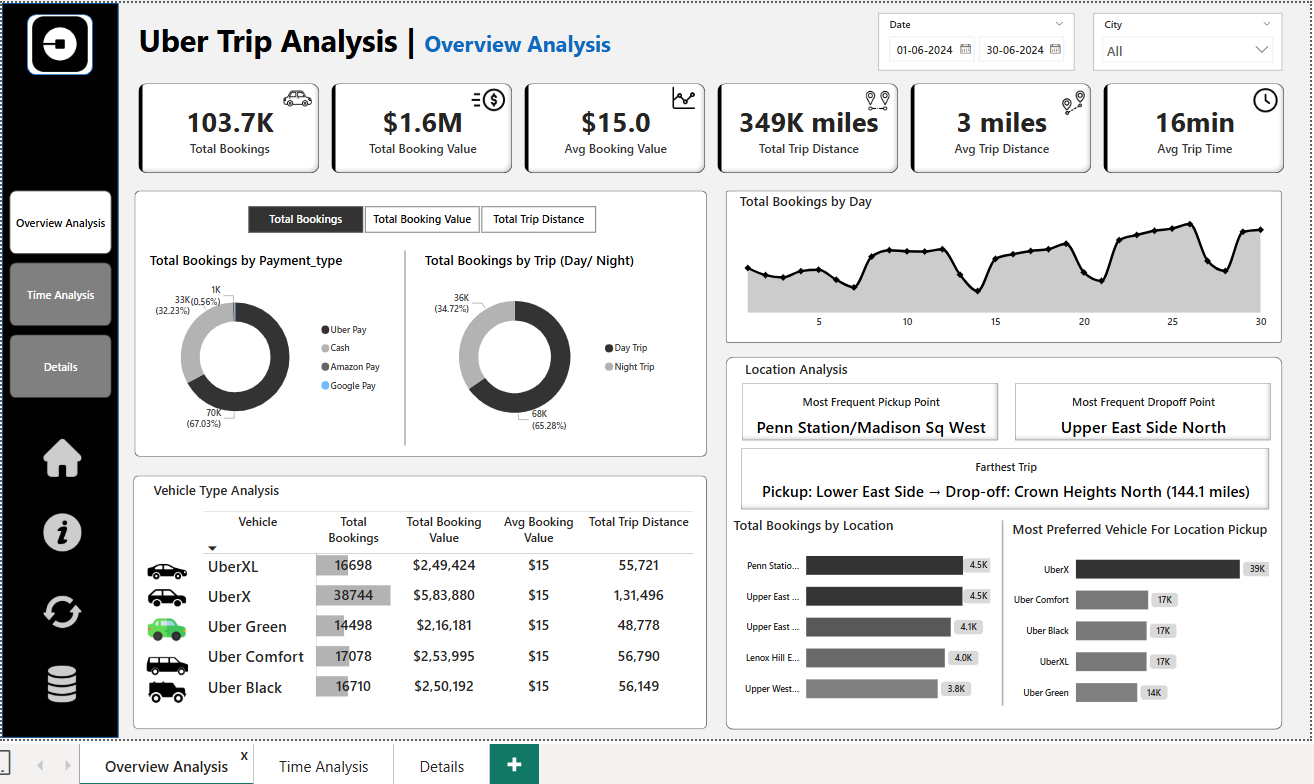 Uber Trip Analysis | Overview Analysis
Date
01-06-2024 30-06-2024
City
All
103.7K
Total Bookings
$1.6M
Total Booking Value
$15.0
Avg Booking Value
349K miles
Total Trip Distance
3 miles
Avg Trip Distance
16min
Avg Trip Time
Overview Analysis
Time Analysis
Details
Total Bookings Total Booking Value Total Trip Distance
Total Bookings by Payment_type
1K
(0.56%)
33K
(32.23%)
70K
(67.03%)
Uber Pay
Cash
Amazon Pay
Google Pay
Total Bookings by Trip (Day/ Night)
36K
(34.72%)
68K
(65.28%)
Day Trip
Night Trip
Total Bookings by Day
5 10 15 20 25 30
Vehicle Type Analysis
Vehicle Total Bookings Total Booking Value Avg Booking Value Total Trip Distance
UberXL 16698 $2,49,424 $15 55,721
UberX 38744 $5,83,880 $15 1,31,496
Uber Green 14498 $2,16,181 $15 48,778
Uber Comfort 17078 $2,53,995 $15 56,790
Uber Black 16710 $2,50,192 $15 56,149
Location Analysis
Most Frequent Pickup Point
Penn Station/Madison Sq West
Most Frequent Dropoff Point
Upper East Side North
Farthest Trip
Pickup: Lower East Side → Drop-off: Crown Heights North (144.1 miles)
Total Bookings by Location
Penn Statio... 4.5K
Upper East ... 4.5K
Upper East ... 4.1K
Lenox Hill E... 4.0K
Upper West... 3.8K
Most Preferred Vehicle For Location Pickup
UberX 39K
Uber Comfort 17K
Uber Black 17K
UberXL 17K
Uber Green 14K
Overview Analysis x Time Analysis Details +